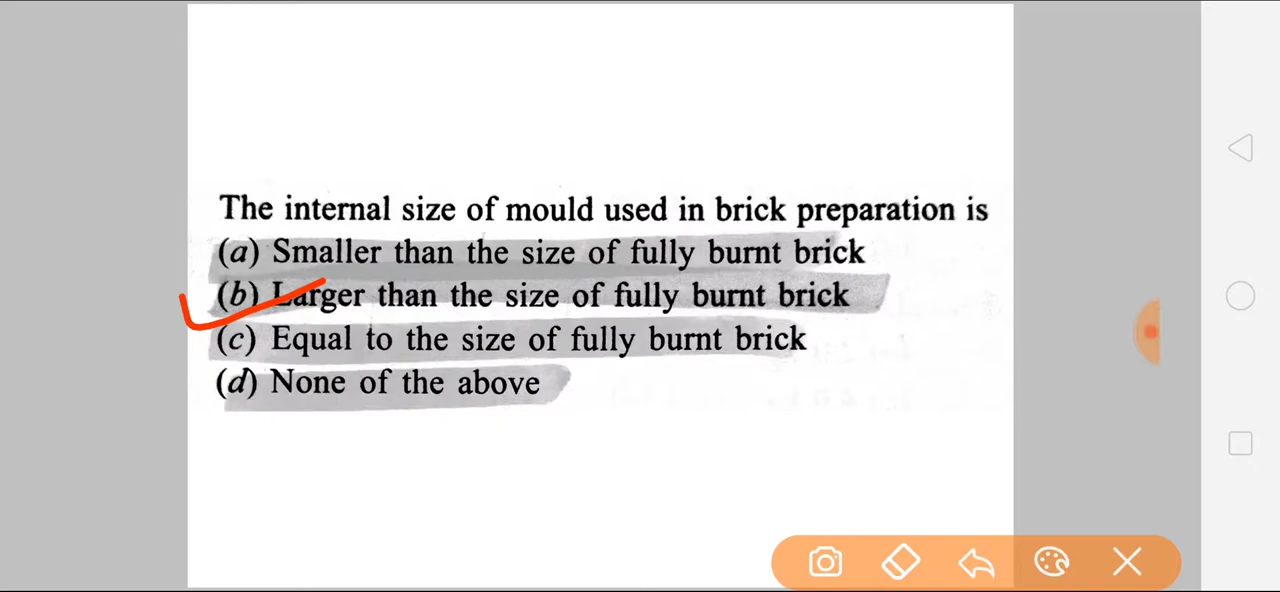 The internal size of mould used in brick preparation is
(a) Smaller than the size of fully burnt brick
(b) Larger than the size of fully burnt brick
(c) Equal to the size of fully burnt brick
(d) None of the above